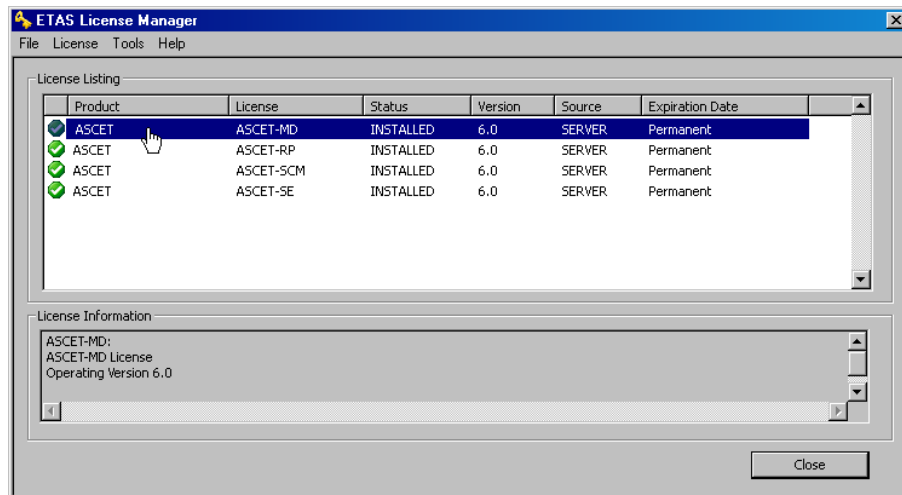 ETAS License Manager
File License Tools Help
License Listing
Product License Status Version Source Expiration Date
ASCET ASCET-MD INSTALLED 6.0 SERVER Permanent
ASCET ASCET-RP INSTALLED 6.0 SERVER Permanent
ASCET ASCET-SCM INSTALLED 6.0 SERVER Permanent
ASCET ASCET-SE INSTALLED 6.0 SERVER Permanent
License Information
ASCET-MD:
ASCET-MD License
Operating Version 6.0
Close